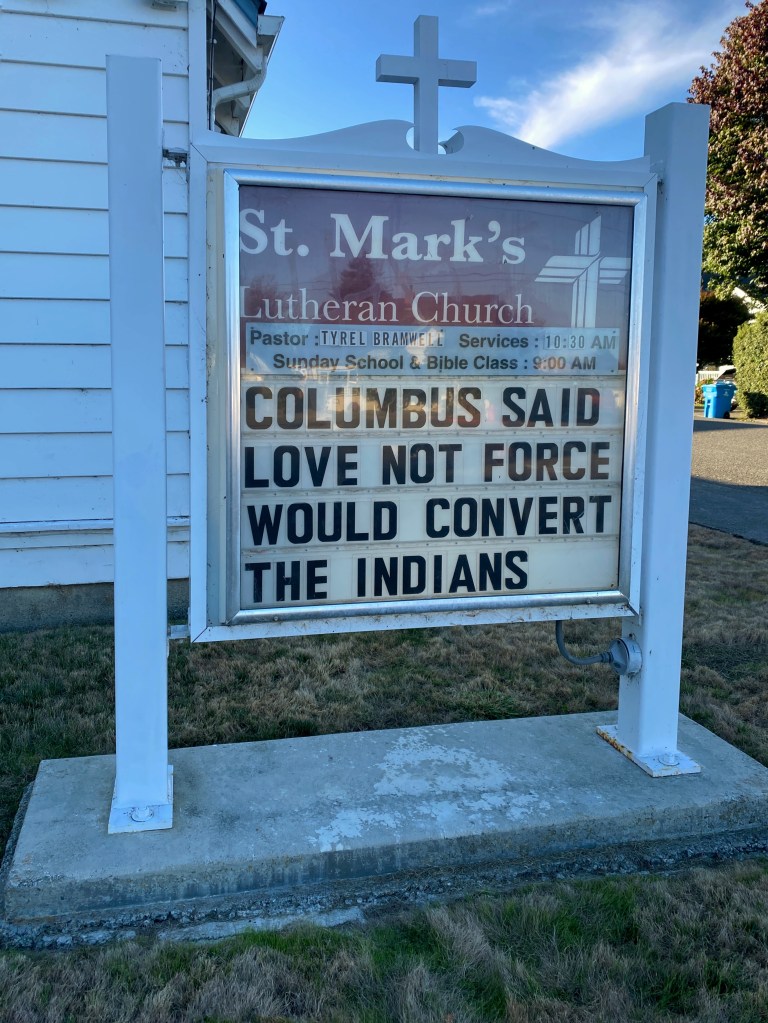 St. Mark's
Lutheran Church
Pastor : TYREL BRAMWELL Services : 10:30 AM
Sunday School & Bible Class : 9:00 AM
COLUMBUS SAID
LOVE NOT FORCE
WOULD CONVERT
THE INDIANS